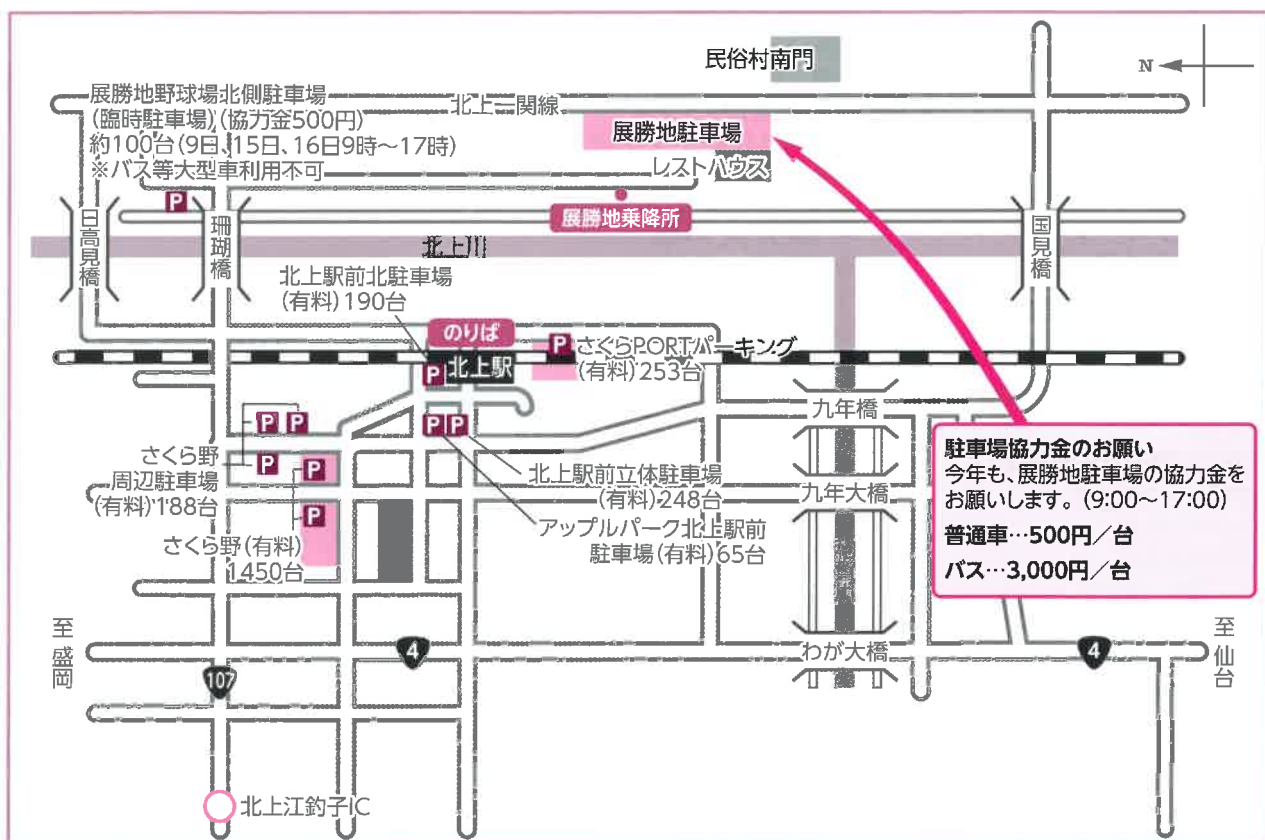 民俗村南門
N
展勝地野球場北側駐車場
(臨時駐車場)(協力金500円)
約100台(9日、15日、16日9時～17時)
※バス等大型車利用不可
北上一関線
展勝地駐車場
レストハウス
P
展勝地乗降所
日高見橋
珊瑚橋
北上川
国見橋
北上駅前北駐車場
(有料)190台
のりば
北上駅
P
P
さくらPORTパーキング
(有料)253台
九年橋
P
P
P
P
P
さくら野
周辺駐車場
(有料)188台
P
P
さくら野(有料)
1450台
北上駅前立体駐車場
(有料)248台
アップルパーク北上駅前
駐車場(有料)65台
九年大橋
駐車場協力金のお願い
今年も、展勝地駐車場の協力金を
お願いします。(9:00～17:00)
普通車…500円／台
バス…3,000円／台
至盛岡
4
107
わが大橋
4
至仙台
北上江釣子IC